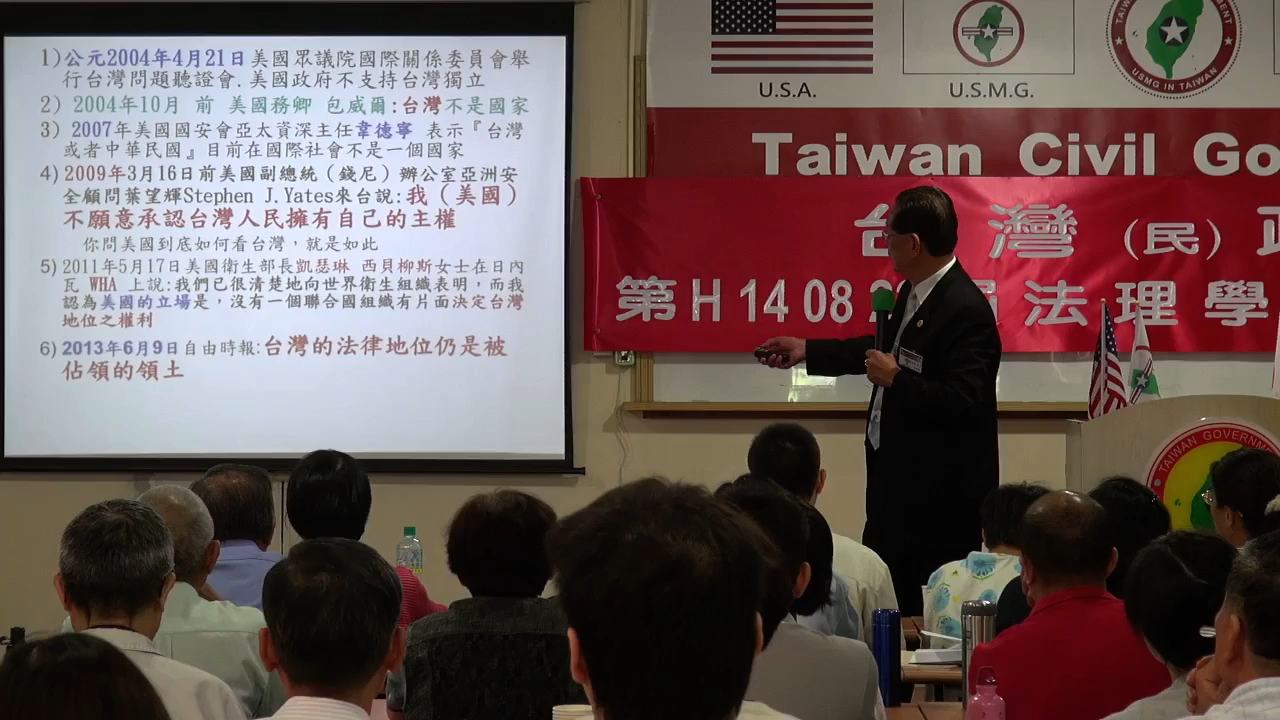 1)公元2004年4月21日美國眾議院國際關係委員會舉
行台灣問題聽證會.美國政府不支持台灣獨立
2) 2004年10月 前 美國務卿 包威爾:台灣不是國家
3) 2007年美國國安會亞太資深主任韋德寧 表示『台灣
或者中華民國』目前在國際社會不是一個國家
4) 2009年3月16日前美國副總統（錢尼）辦公室亞洲安
全顧問葉望輝Stephen J.Yates來台說:我（美國）
不願意承認台灣人民擁有自己的主權
你問美國到底如何看台灣，就是如此
5) 2011年5月17日美國衛生部長凱瑟琳 西貝柳斯女士在日內
瓦 WHA 上說:我們已很清楚地向世界衛生組織表明，而我
認為美國的立場是，沒有一個聯合國組織有片面決定台灣
地位之權利
6) 2013年6月9日自由時報:台灣的法律地位仍是被
佔領的領土
U.S.A.
U.S.M.G.
USMG IN TAIWAN
Taiwan Civil Go
台灣（民）政
第H 14 08 2 法理學
TAIWAN GOVERNM